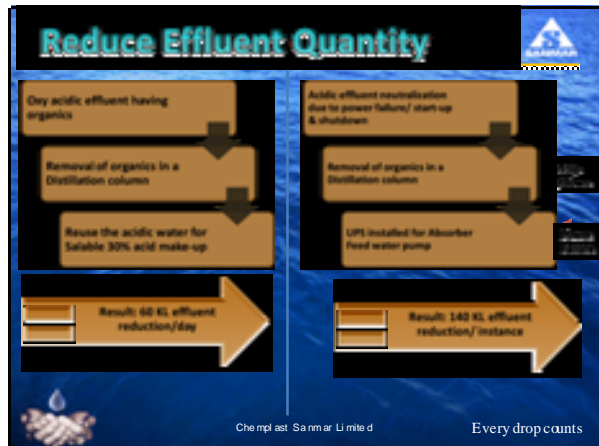 Reduce Effluent Quantity
SANMAR
Oxy acidic effluent having
organics
Removal of organics in a
Distillation column
Reuse the acidic water for
Salable 30% acid make-up
Result: 60 KL effluent
reduction/day
Acidic effluent neutralization
due to power failure/ start-up
& shutdown
Removal of organics in a
Distillation column
UPS installed for Absorber
Feed water pump
Result: 140 KL effluent
reduction/ instance
Chemplast Sanmar Limited
Every drop counts